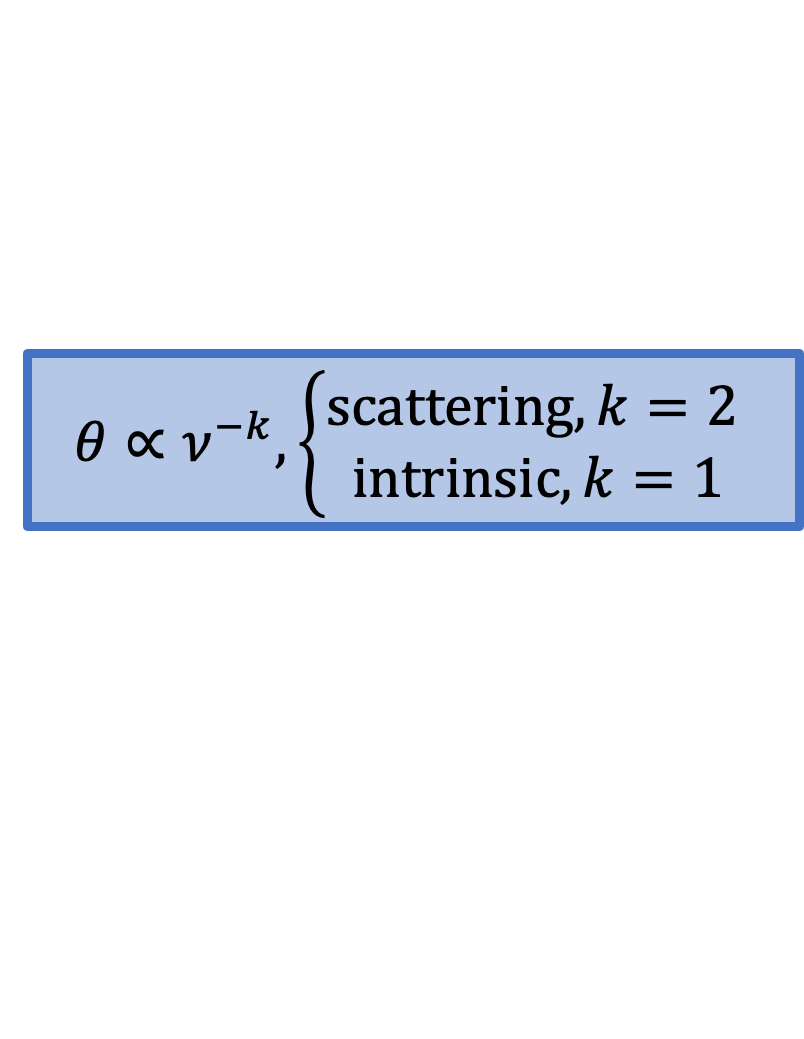 θ ∝ ν⁻ᵏ, { scattering, k = 2
intrinsic, k = 1